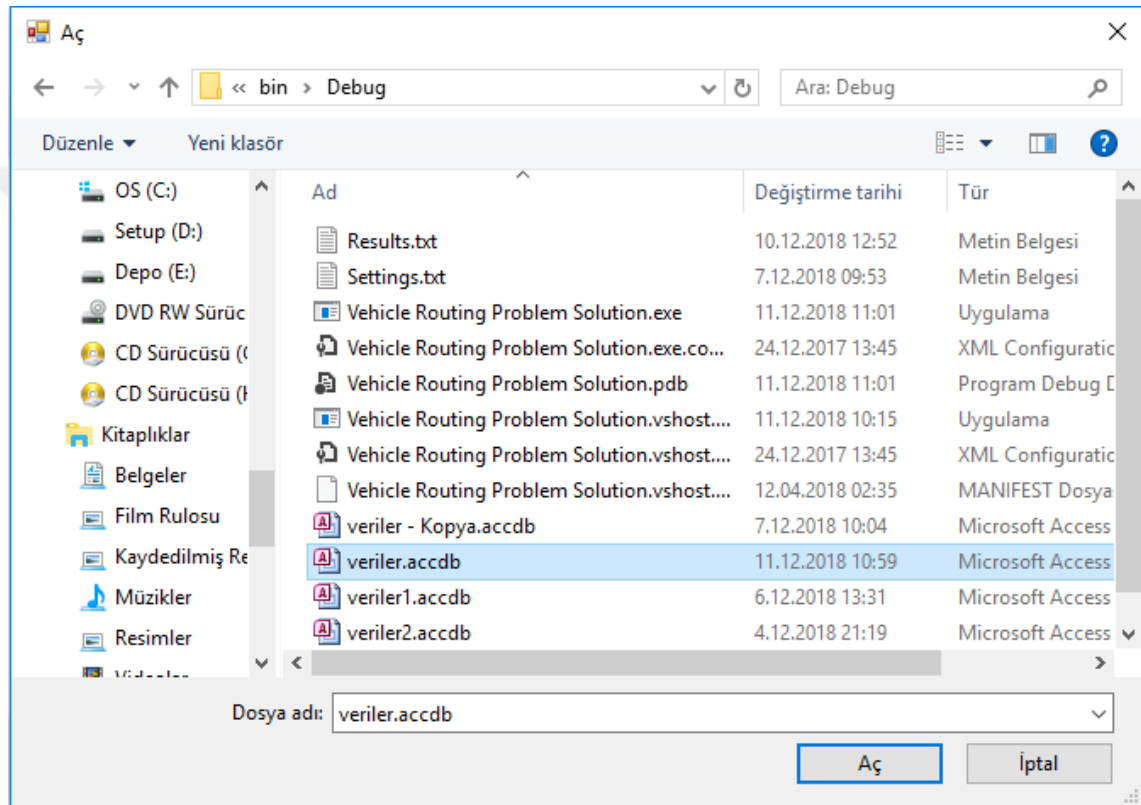 Aç
« bin › Debug
Ara: Debug
Düzenle
Yeni klasör
OS (C:)
Setup (D:)
Depo (E:)
DVD RW Sürüc
CD Sürücüsü (
CD Sürücüsü (
Kitaplıklar
Belgeler
Film Rulosu
Kaydedilmiş Re
Müzikler
Resimler
Ad Değiştirme tarihi Tür
Results.txt 10.12.2018 12:52 Metin Belgesi
Settings.txt 7.12.2018 09:53 Metin Belgesi
Vehicle Routing Problem Solution.exe 11.12.2018 11:01 Uygulama
Vehicle Routing Problem Solution.exe.co... 24.12.2017 13:45 XML Configuratic
Vehicle Routing Problem Solution.pdb 11.12.2018 11:01 Program Debug D
Vehicle Routing Problem Solution.vshost.... 11.12.2018 10:15 Uygulama
Vehicle Routing Problem Solution.vshost.... 24.12.2017 13:45 XML Configuratic
Vehicle Routing Problem Solution.vshost.... 12.04.2018 02:35 MANIFEST Dosya
veriler - Kopya.accdb 7.12.2018 10:04 Microsoft Access
veriler.accdb 11.12.2018 10:59 Microsoft Access
veriler1.accdb 6.12.2018 13:31 Microsoft Access
veriler2.accdb 4.12.2018 21:19 Microsoft Access
Dosya adı: veriler.accdb
Aç
İptal